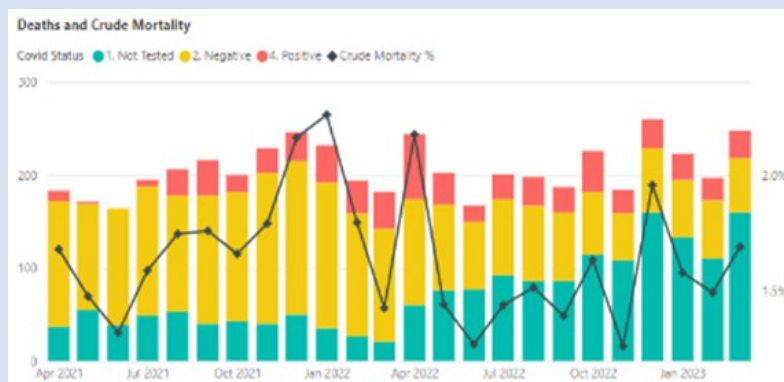 Deaths and Crude Mortality
Covid Status 1. Not Tested 2. Negative 4. Positive Crude Mortality %
300
200
100
0
2.0%
1.5%
Apr 2021 Jul 2021 Oct 2021 Jan 2022 Apr 2022 Jul 2022 Oct 2022 Jan 2023